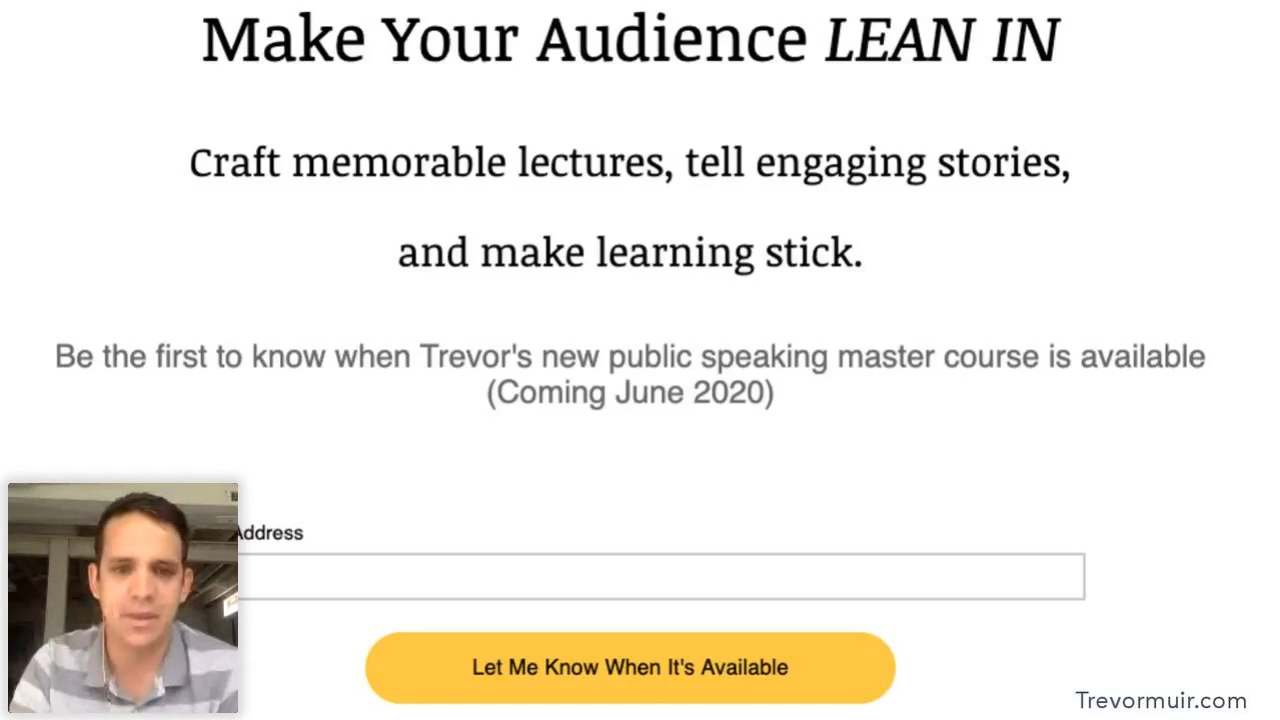 Make Your Audience LEAN IN
Craft memorable lectures, tell engaging stories,
and make learning stick.
Be the first to know when Trevor's new public speaking master course is available
(Coming June 2020)
Address
Let Me Know When It's Available
Trevormuir.com